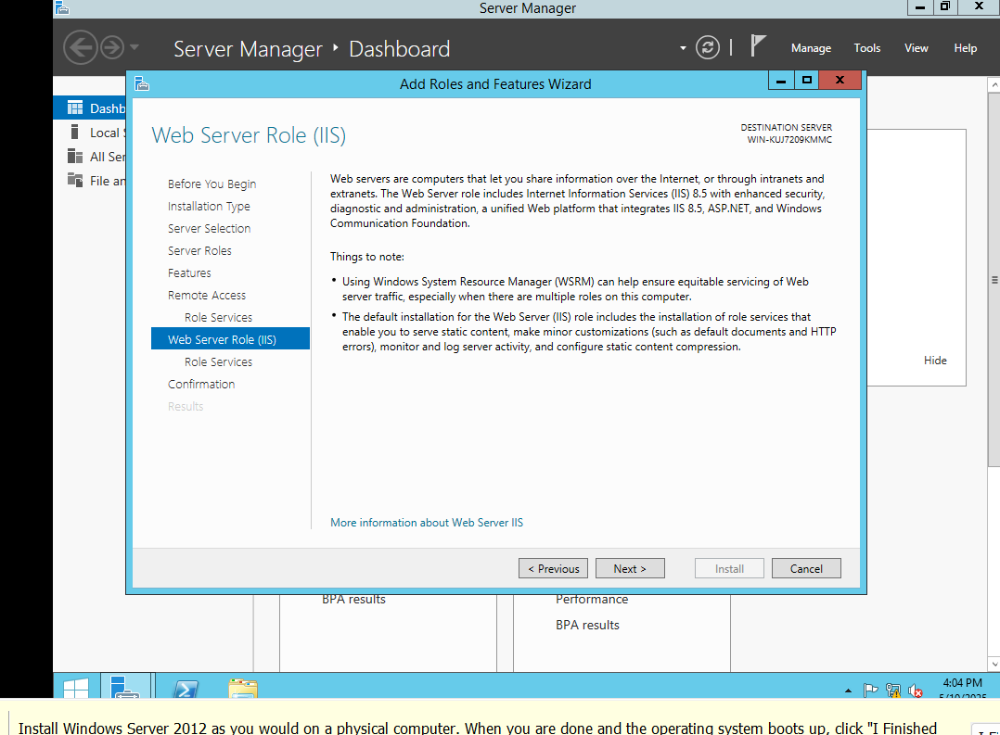 Server Manager
Server Manager ‣ Dashboard
Manage Tools View Help
Add Roles and Features Wizard
Dashb
Local S
All Ser
File an
Web Server Role (IIS)
DESTINATION SERVER
WIN-KUJ7209KMMC
Before You Begin
Installation Type
Server Selection
Server Roles
Features
Remote Access
Role Services
Web Server Role (IIS)
Role Services
Confirmation
Results
Web servers are computers that let you share information over the Internet, or through intranets and
extranets. The Web Server role includes Internet Information Services (IIS) 8.5 with enhanced security,
diagnostic and administration, a unified Web platform that integrates IIS 8.5, ASP.NET, and Windows
Communication Foundation.
Things to note:
• Using Windows System Resource Manager (WSRM) can help ensure equitable servicing of Web
server traffic, especially when there are multiple roles on this computer.
• The default installation for the Web Server (IIS) role includes the installation of role services that
enable you to serve static content, make minor customizations (such as default documents and HTTP
errors), monitor and log server activity, and configure static content compression.
More information about Web Server IIS
Hide
< Previous Next > Install Cancel
BPA results
Performance
BPA results
4:04 PM
Install Windows Server 2012 as you would on a physical computer. When you are done and the operating system boots up, click "I Finished